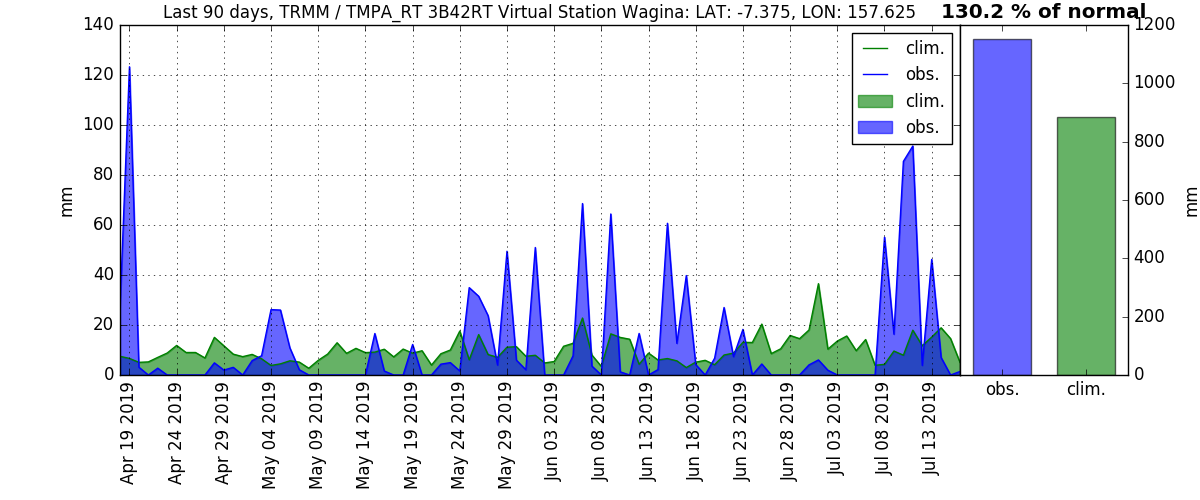 Last 90 days, TRMM / TMPA_RT 3B42RT Virtual Station Wagina: LAT: -7.375, LON: 157.625
130.2 % of normal
140
120
100
80
60
40
20
0
mm
clim.
obs.
clim.
obs.
Apr 19 2019
Apr 24 2019
Apr 29 2019
May 04 2019
May 09 2019
May 14 2019
May 19 2019
May 24 2019
May 29 2019
Jun 03 2019
Jun 08 2019
Jun 13 2019
Jun 18 2019
Jun 23 2019
Jun 28 2019
Jul 03 2019
Jul 08 2019
Jul 13 2019
1200
1000
800
600
400
200
0
mm
obs.
clim.